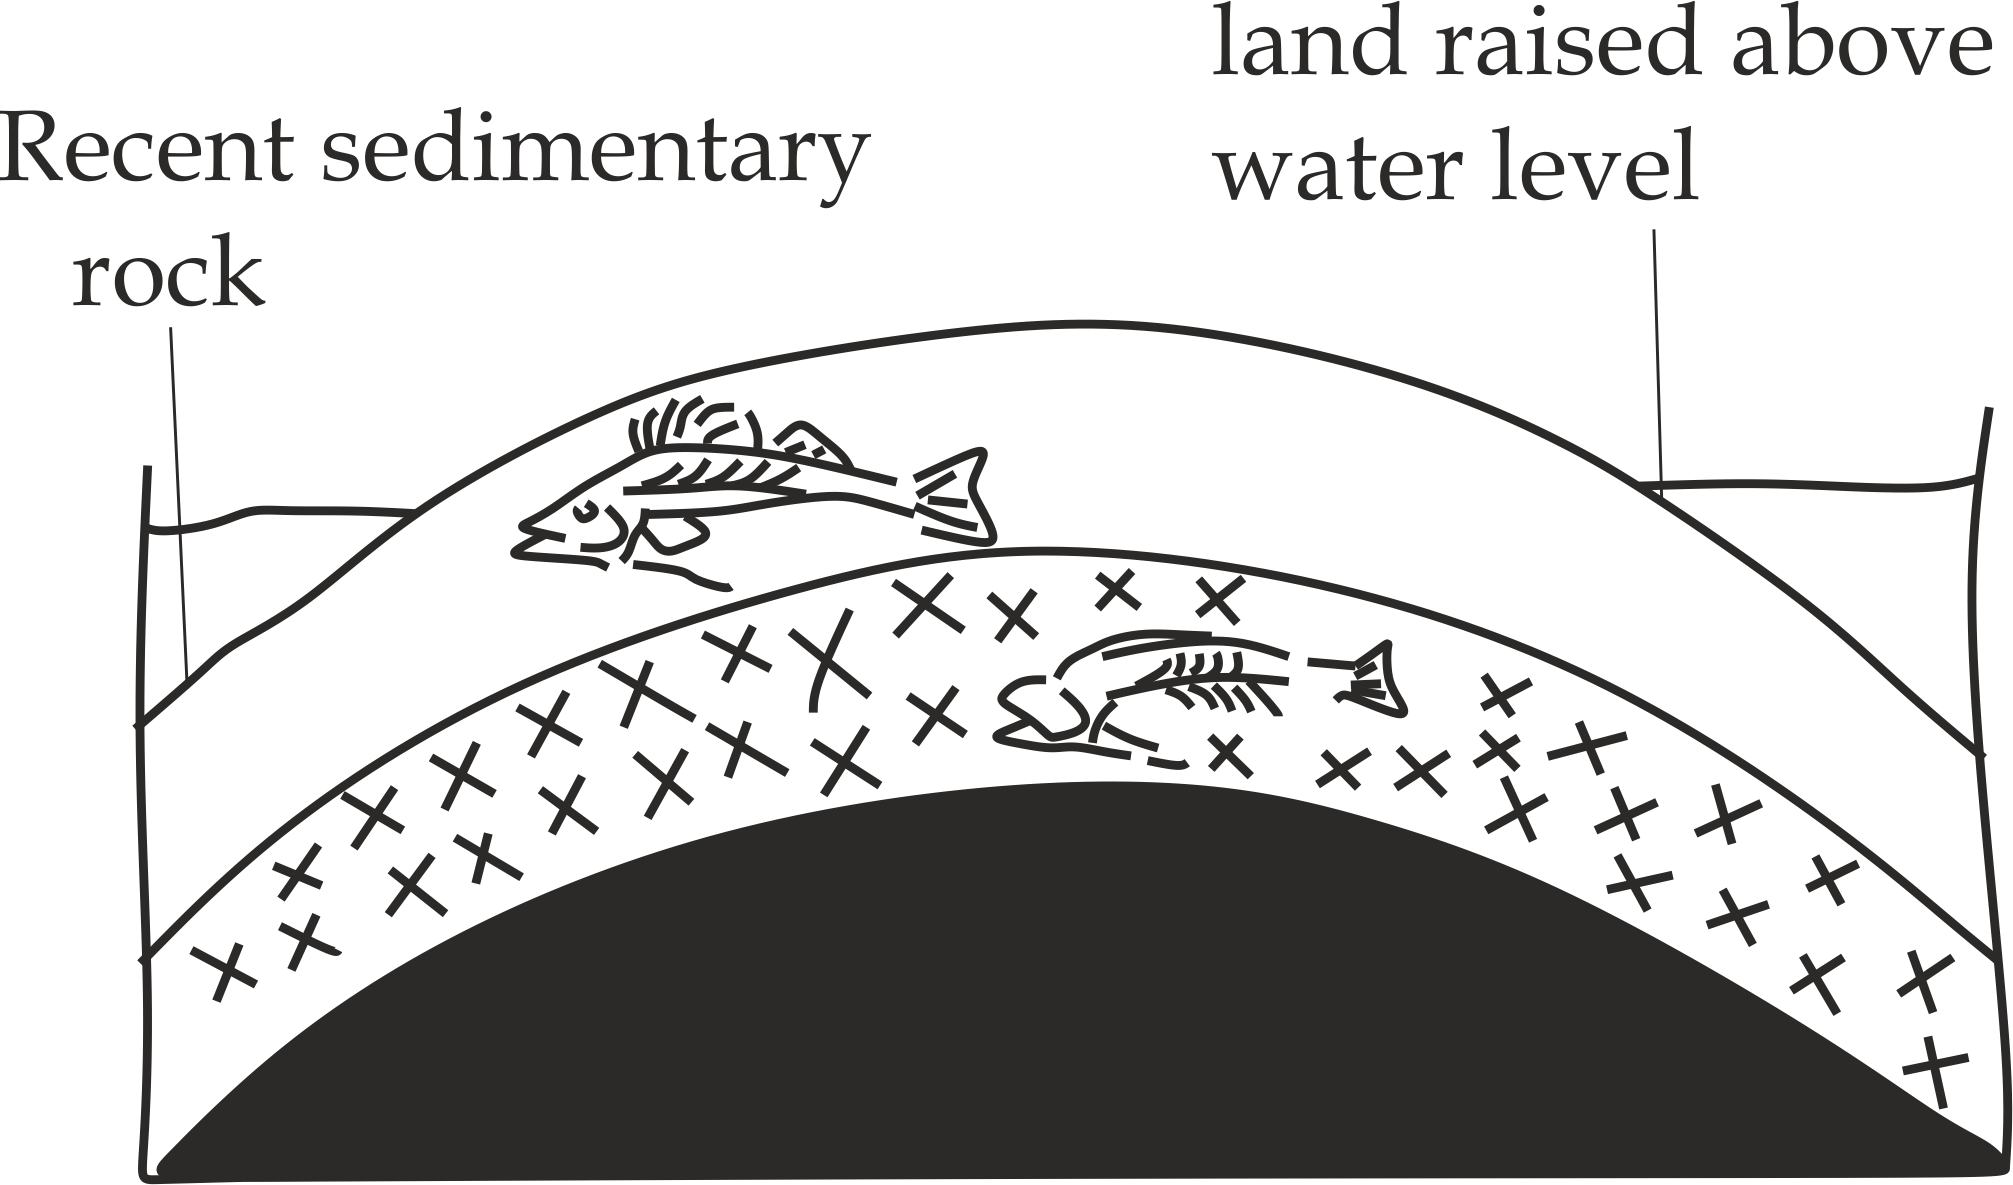 Recent sedimentary
rock
land raised above
water level